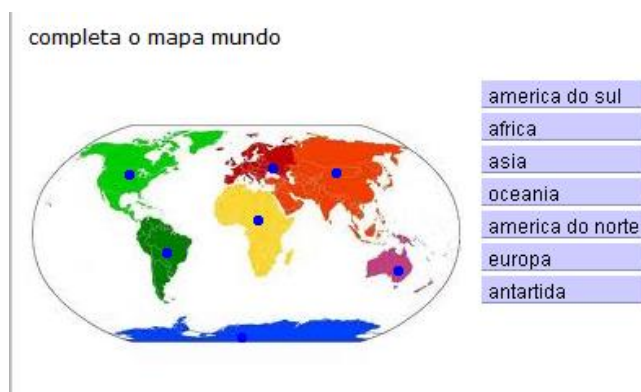 completa o mapa mundo
america do sul
africa
asia
oceania
america do norte
europa
antartida